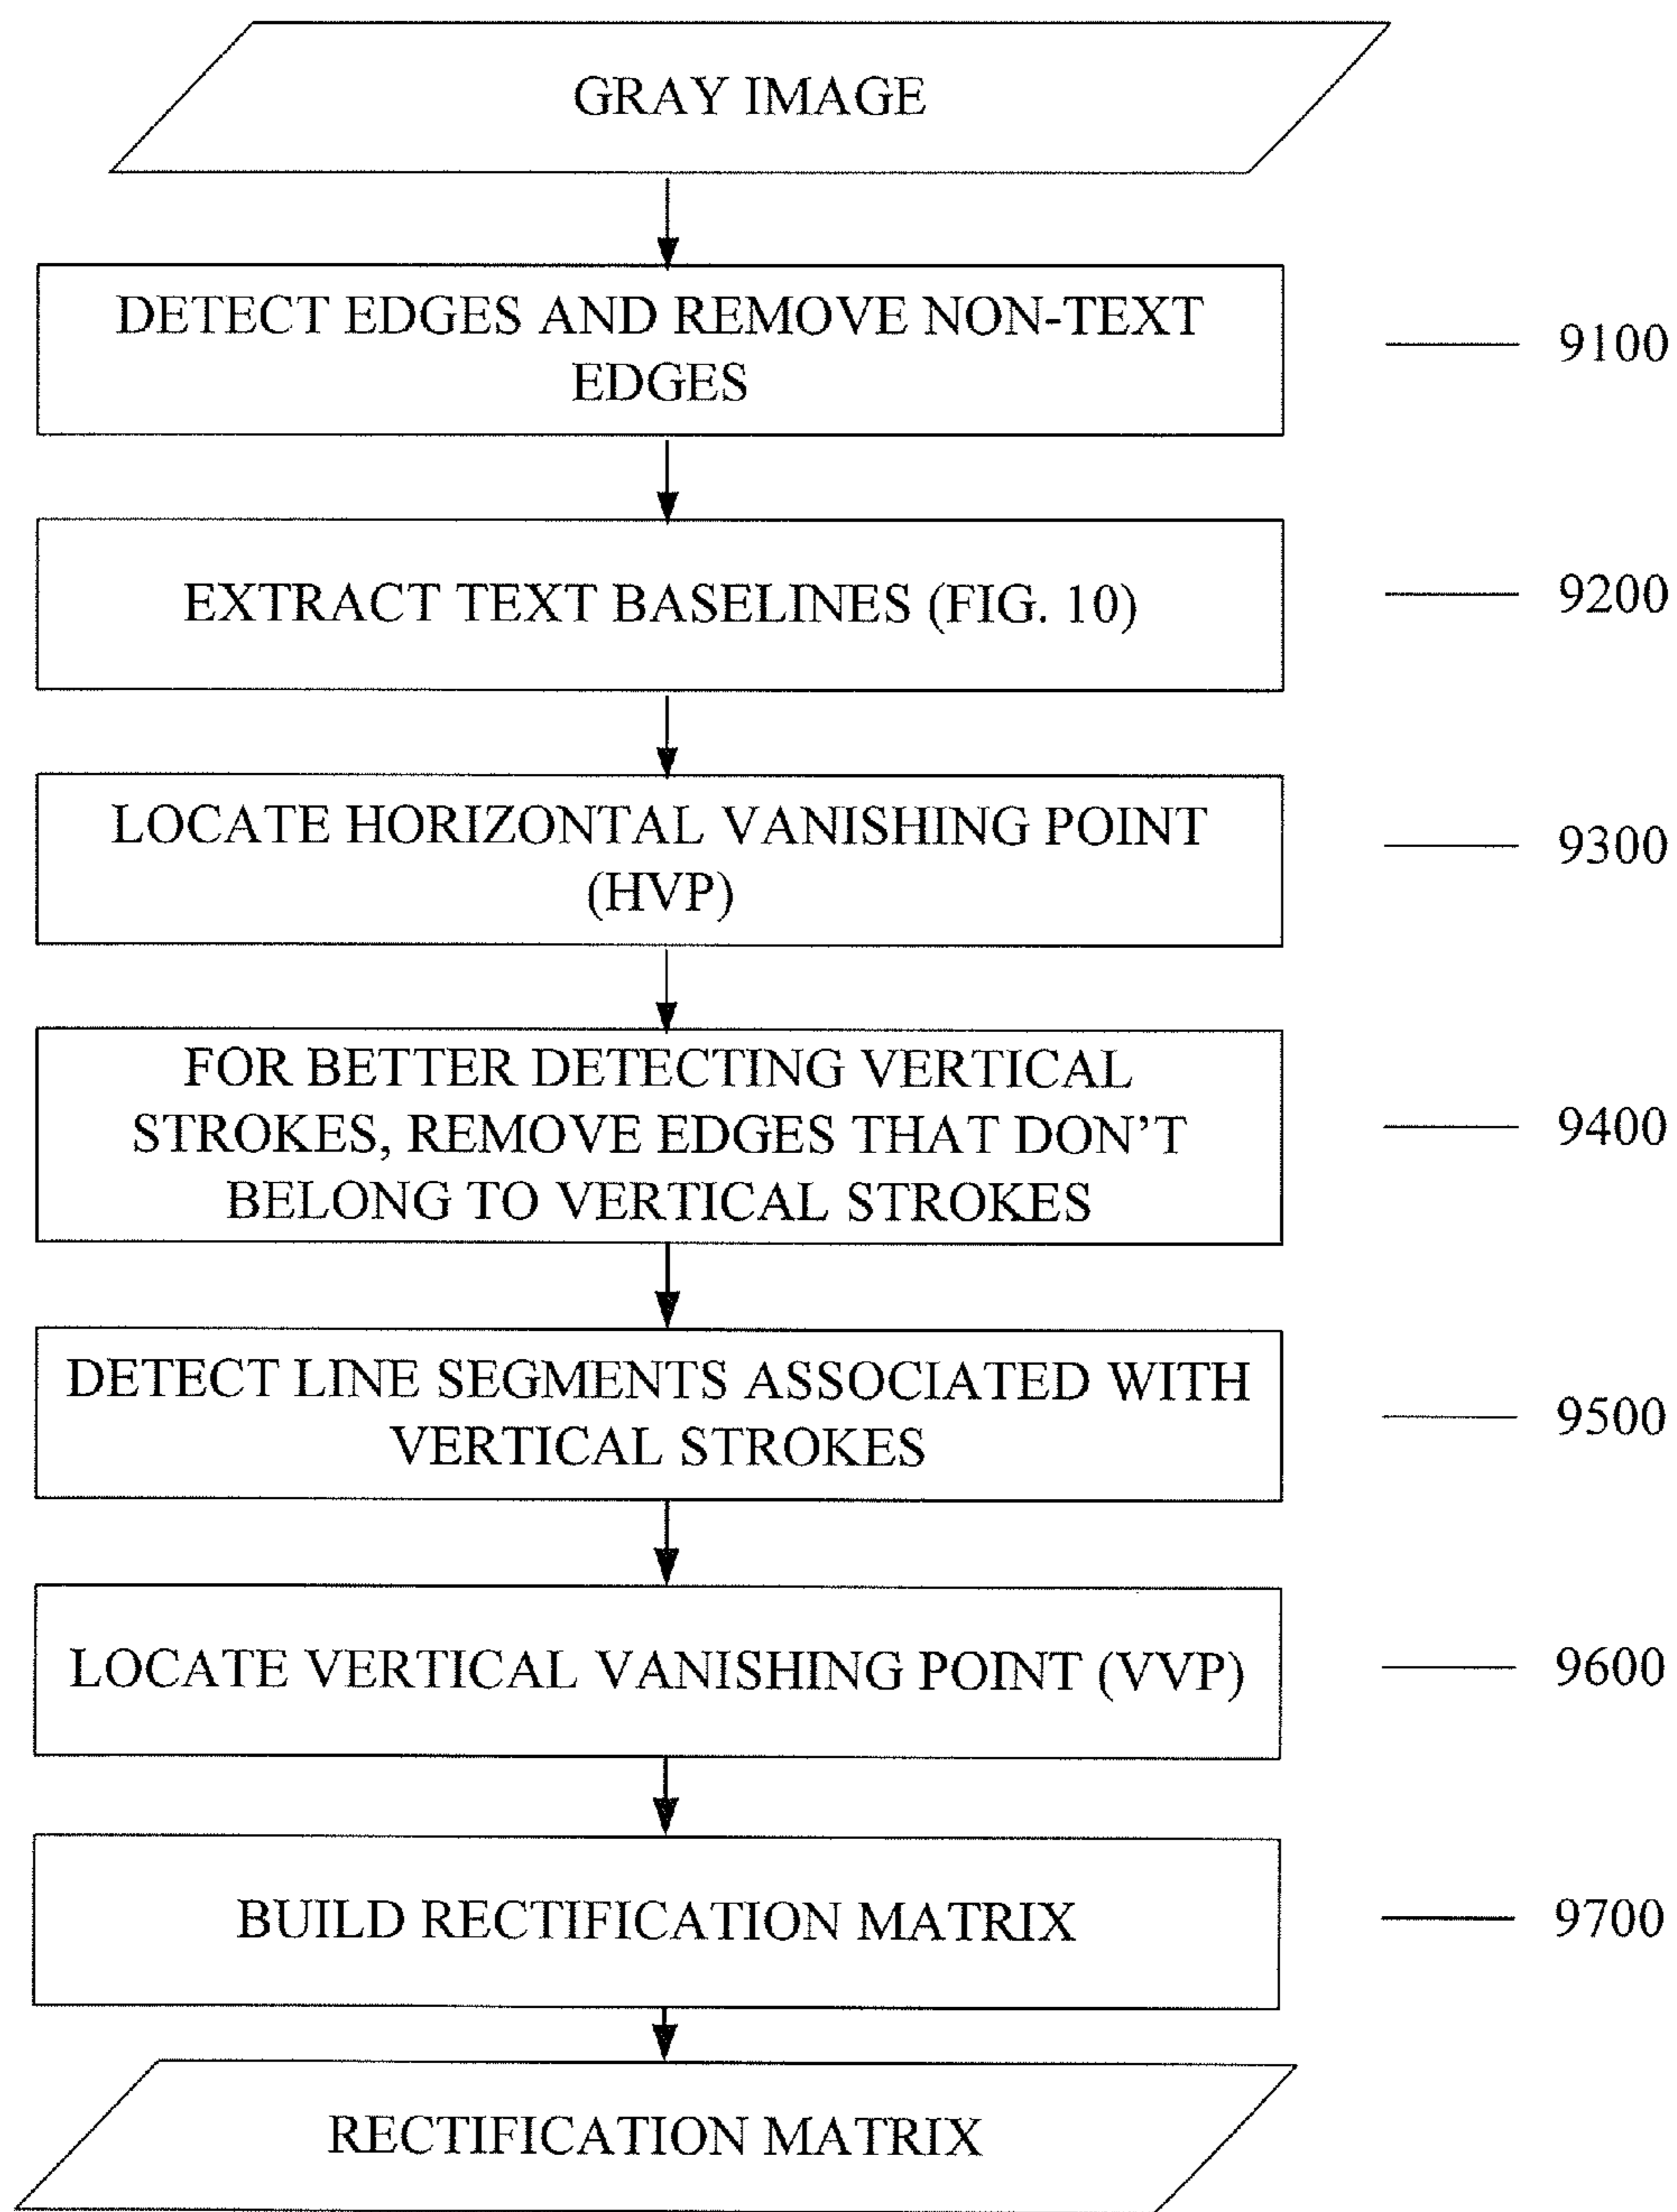 GRAY IMAGE
DETECT EDGES AND REMOVE NON-TEXT
EDGES
9100
EXTRACT TEXT BASELINES (FIG. 10)
9200
LOCATE HORIZONTAL VANISHING POINT
(HVP)
9300
FOR BETTER DETECTING VERTICAL
STROKES, REMOVE EDGES THAT DON'T
BELONG TO VERTICAL STROKES
9400
DETECT LINE SEGMENTS ASSOCIATED WITH
VERTICAL STROKES
9500
LOCATE VERTICAL VANISHING POINT (VVP)
9600
BUILD RECTIFICATION MATRIX
9700
RECTIFICATION MATRIX